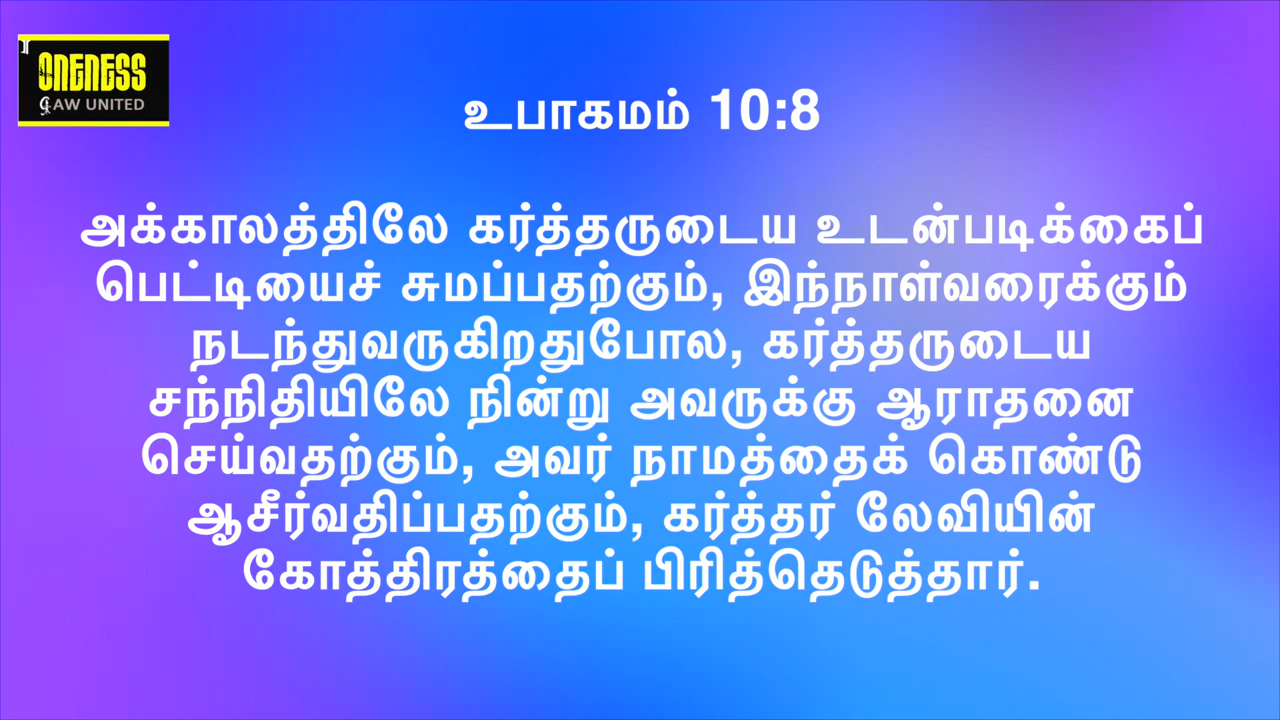 ONENESS
LAW UNITED
உபாகமம் 10:8
அக்காலத்திலே கர்த்தருடைய உடன்படிக்கைப்
பெட்டியைச் சுமப்பதற்கும், இந்நாள்வரைக்கும்
நடந்துவருகிறதுபோல, கர்த்தருடைய
சந்நிதியிலே நின்று அவருக்கு ஆராதனை
செய்வதற்கும், அவர் நாமத்தைக் கொண்டு
ஆசீர்வதிப்பதற்கும், கர்த்தர் லேவியின்
கோத்திரத்தைப் பிரித்தெடுத்தார்.